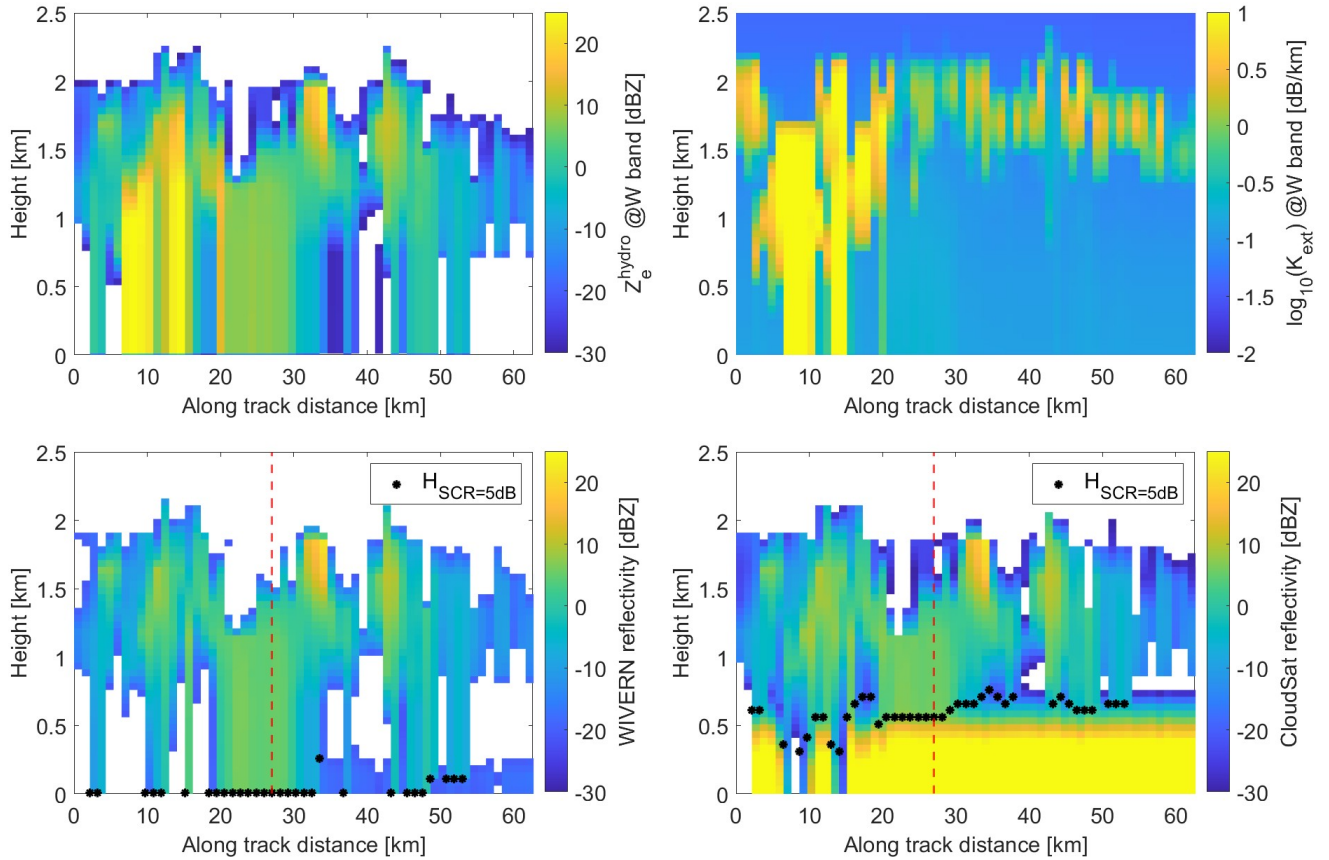 2.5
2
1.5
1
0.5
0
Height [km]
0 10 20 30 40 50 60
Along track distance [km]
20
10
0
-10
-20
-30
Z_e^hydro @W band [dBZ]
2.5
2
1.5
1
0.5
0
Height [km]
0 10 20 30 40 50 60
Along track distance [km]
1
0.5
0
-0.5
-1
-1.5
-2
log_10(K_ext) @W band [dB/km]
2.5
2
1.5
1
0.5
0
Height [km]
H_SCR=5dB
0 10 20 30 40 50 60
Along track distance [km]
20
10
0
-10
-20
-30
WIVERN reflectivity [dBZ]
2.5
2
1.5
1
0.5
0
Height [km]
H_SCR=5dB
0 10 20 30 40 50 60
Along track distance [km]
20
10
0
-10
-20
-30
CloudSat reflectivity [dBZ]